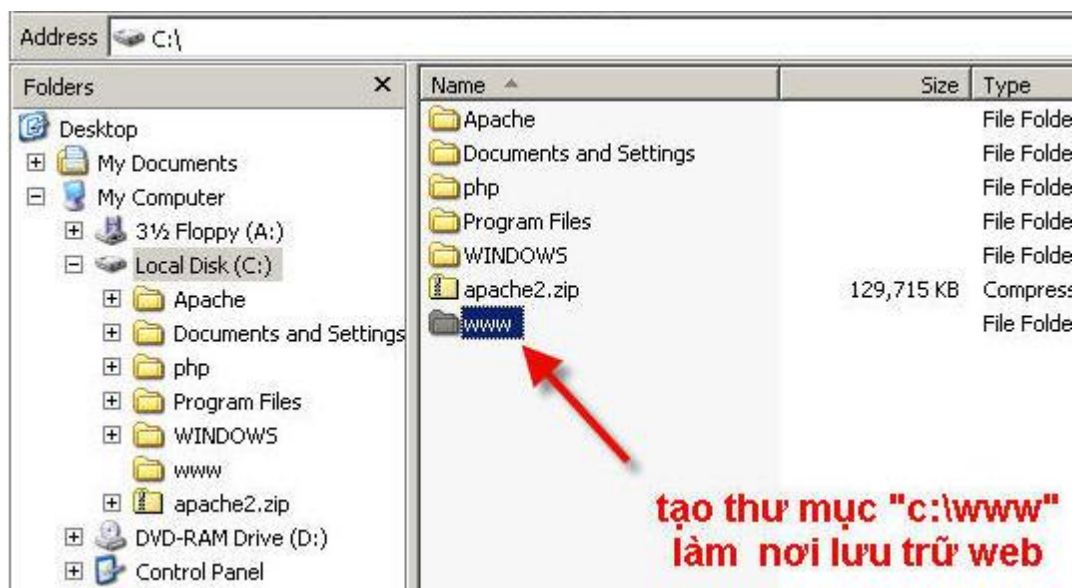 Address C:\
Folders
Desktop
My Documents
My Computer
3½ Floppy (A:)
Local Disk (C:)
Apache
Documents and Settings
php
Program Files
WINDOWS
www
apache2.zip
DVD-RAM Drive (D:)
Control Panel
Name Size Type
Apache File Folde
Documents and Settings File Folde
php File Folde
Program Files File Folde
WINDOWS File Folde
apache2.zip 129,715 KB Compress
www File Folde
tạo thư mục "c:\www"
làm nơi lưu trữ web